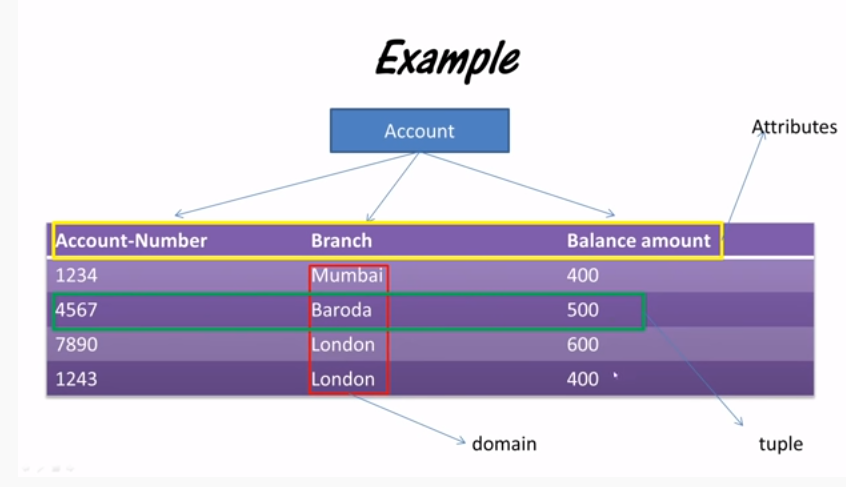 Example
Account
Attributes
Account-Number Branch Balance amount
1234 Mumbai 400
4567 Baroda 500
7890 London 600
1243 London 400
domain
tuple